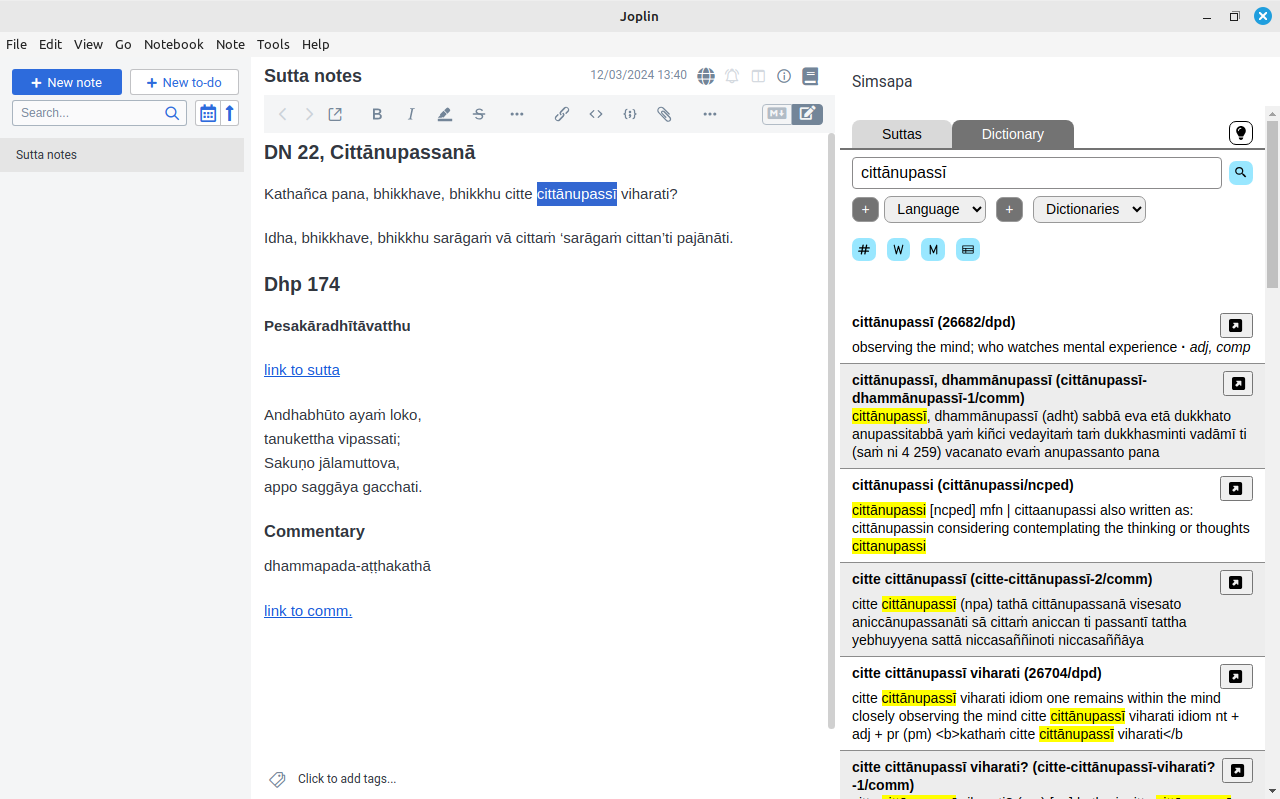 Joplin
File Edit View Go Notebook Note Tools Help
New note
New to-do
Search...
Sutta notes
Sutta notes
12/03/2024 13:40
DN 22, Cittānupassanā
Kathañca pana, bhikkhave, bhikkhu citte cittānupassī viharati?
Idha, bhikkhave, bhikkhu sarāgaṁ vā cittaṁ ‘sarāgaṁ cittan’ti pajānāti.
Dhp 174
Pesakāradhītāvatthu
link to sutta
Andhabhūto ayaṁ loko,
tanukettha vipassati;
Sakuṇo jālamuttova,
appo saggāya gacchati.
Commentary
dhammapada-aṭṭhakathā
link to comm.
Click to add tags...
Simsapa
Suttas
Dictionary
cittānupassī
+ Language + Dictionaries
# W M
cittānupassī (26682/dpd)
observing the mind; who watches mental experience · adj, comp
cittānupassī, dhammānupassī (cittānupassī-
dhammānupassī-1/comm)
cittānupassī, dhammānupassī (adht) sabbā eva etā dukkhato
anupassitabbā yaṁ kiñci vedayitaṁ taṁ dukkhasminti vadāmī ti
(saṁ ni 4 259) vacanato evaṁ anupassanto pana
cittānupassi (cittānupassi/ncped)
cittānupassi [ncped] mfn | cittaanupassi also written as:
cittānupassin considering contemplating the thinking or thoughts
cittanupassi
citte cittānupassī (citte-cittānupassī-2/comm)
citte cittānupassī (npa) tathā cittānupassanā visesato
aniccānupassanāti sā cittaṁ aniccan ti passantī tattha
yebhuyyena sattā niccasaññinoti niccasaññāya
citte cittānupassī viharati (26704/dpd)
citte cittānupassī viharati idiom one remains within the mind
closely observing the mind citte cittānupassī viharati idiom nt +
adj + pr (pm) <b>kathaṁ citte cittānupassī viharati</b
citte cittānupassī viharati? (citte-cittānupassī-viharati?
-1/comm)